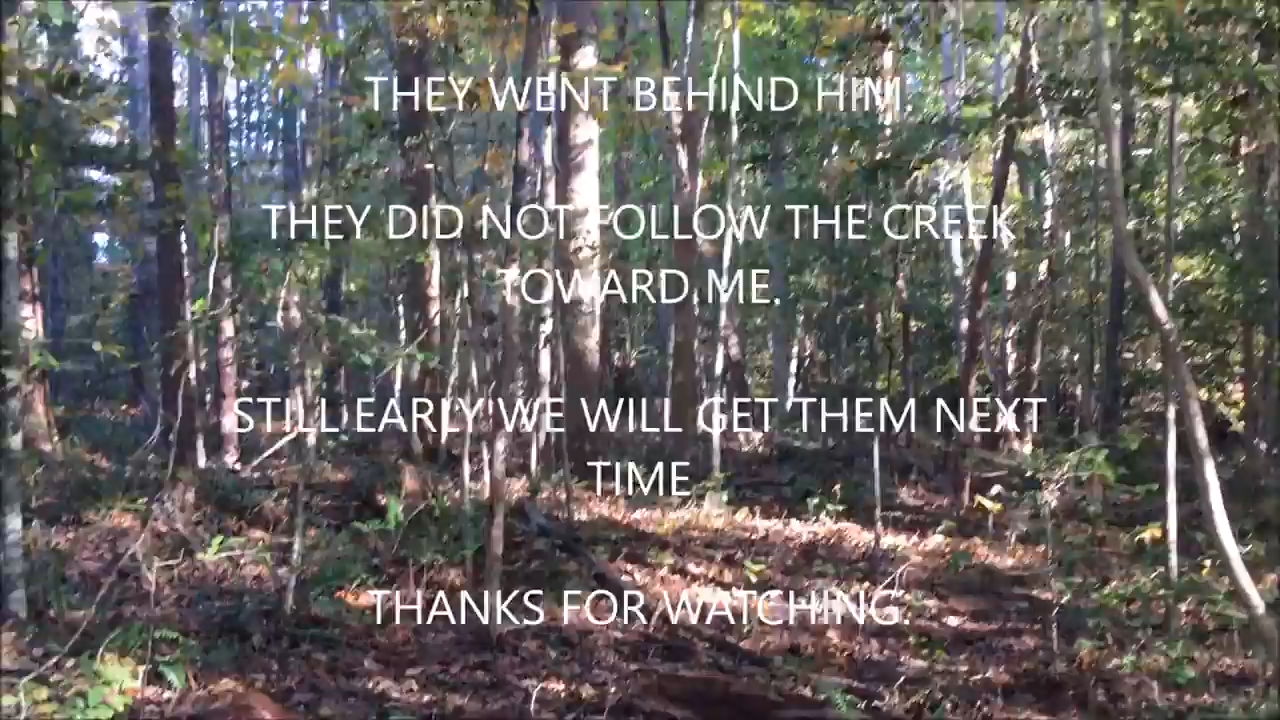 THEY WENT BEHIND HIM.
THEY DID NOT FOLLOW THE CREEK
TOWARD ME.
STILL EARLY WE WILL GET THEM NEXT
TIME
THANKS FOR WATCHING.